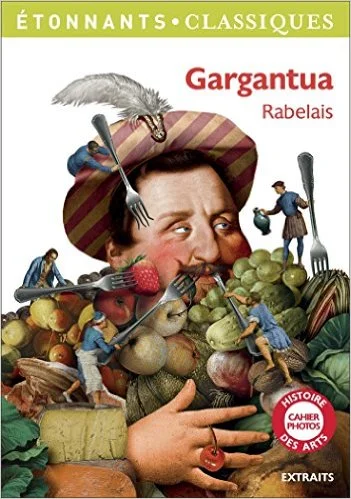 ÉTONNANTS • CLASSIQUES
Gargantua
Rabelais
HISTOIRE
CAHIER
PHOTOS
DES ARTS
EXTRAITS